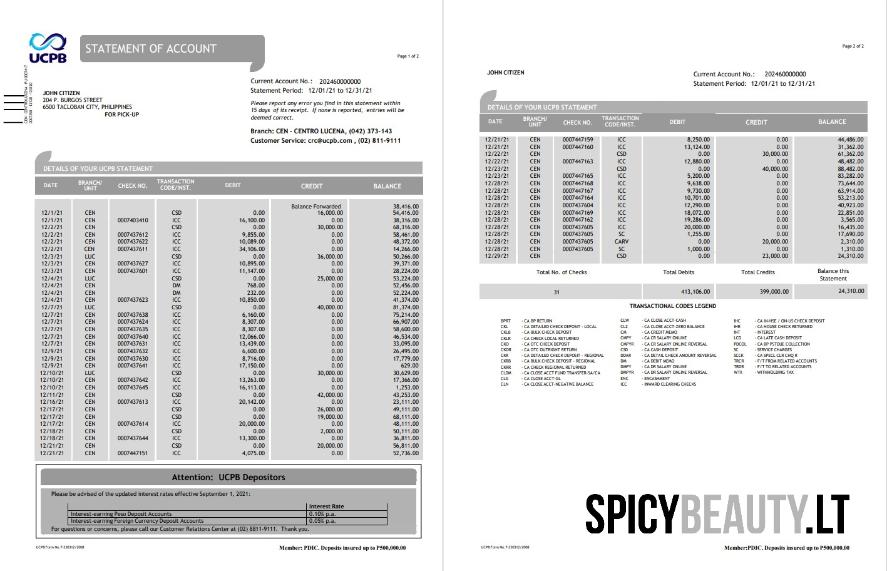 UCPB
STATEMENT OF ACCOUNT
Page 1 of 2
JOHN CITIZEN
204 P. BURGOS STREET
6500 TACLOBAN CITY, PHILIPPINES
FOR PICK-UP
Current Account No.: 202460000000
Statement Period: 12/01/21 to 12/31/21
Please report any error you find in this statement within
15 days of its receipt. If none is reported, entries will be
deemed correct.
Branch: CEN - CENTRO LUCENA, (042) 373-143
Customer Service: crc@ucpb.com , (02) 811-9111
DETAILS OF YOUR UCPB STATEMENT
DATE BRANCH/UNIT CHECK NO. TRANSACTION CODE/INST. DEBIT CREDIT BALANCE
Balance Forwarded 38,416.00
12/1/21 CEN CSD 0.00 16,000.00 54,416.00
12/1/21 CEN 0007403410 ICC 16,100.00 0.00 38,316.00
12/2/21 CEN CSD 0.00 30,000.00 68,316.00
12/2/21 CEN 0007437612 ICC 9,855.00 0.00 58,461.00
12/2/21 CEN 0007437622 ICC 10,089.00 0.00 48,372.00
12/2/21 CEN 0007437611 ICC 34,106.00 0.00 14,266.00
12/3/21 LUC CSD 0.00 36,000.00 50,266.00
12/3/21 CEN 0007437627 ICC 10,895.00 0.00 39,371.00
12/3/21 CEN 0007437601 ICC 11,147.00 0.00 28,224.00
12/4/21 LUC CSD 0.00 25,000.00 53,224.00
12/4/21 CEN DM 768.00 0.00 52,456.00
12/4/21 CEN DM 232.00 0.00 52,224.00
12/4/21 CEN 0007437623 ICC 10,850.00 0.00 41,374.00
12/7/21 LUC CSD 0.00 40,000.00 81,374.00
12/7/21 CEN 0007437638 ICC 6,160.00 0.00 75,214.00
12/7/21 CEN 0007437624 ICC 8,307.00 0.00 66,907.00
12/7/21 CEN 0007437635 ICC 8,307.00 0.00 58,600.00
12/7/21 CEN 0007437640 ICC 12,066.00 0.00 46,534.00
12/7/21 CEN 0007437631 ICC 13,439.00 0.00 33,095.00
12/9/21 CEN 0007437632 ICC 6,600.00 0.00 26,495.00
12/9/21 CEN 0007437630 ICC 8,716.00 0.00 17,779.00
12/9/21 CEN 0007437641 ICC 17,150.00 0.00 629.00
12/10/21 LUC CSD 0.00 30,000.00 30,629.00
12/10/21 CEN 0007437642 ICC 13,263.00 0.00 17,366.00
12/10/21 CEN 0007437645 ICC 16,113.00 0.00 1,253.00
12/11/21 CEN CSD 0.00 42,000.00 43,253.00
12/16/21 CEN 0007437613 ICC 20,142.00 0.00 23,111.00
12/17/21 CEN CSD 0.00 26,000.00 49,111.00
12/17/21 CEN CSD 0.00 19,000.00 68,111.00
12/17/21 CEN 0007437614 ICC 20,000.00 0.00 48,111.00
12/18/21 CEN CSD 0.00 2,000.00 50,111.00
12/18/21 CEN 0007437644 ICC 13,300.00 0.00 36,811.00
12/21/21 CEN CSD 0.00 20,000.00 56,811.00
12/21/21 CEN 0007447151 ICC 4,075.00 0.00 52,736.00
Attention: UCPB Depositors
Please be advised of the updated interest rates effective September 1, 2021:
Interest Rate
Interest-earning Peso Deposit Accounts 0.10% p.a.
Interest-earning Foreign Currency Deposit Accounts 0.05% p.a.
For questions or concerns, please call our Customer Relations Center at (02) 8811-9111. Thank you.
Member: PDIC. Deposits insured up to P500,000.00
Page 2 of 2
JOHN CITIZEN
Current Account No.: 202460000000
Statement Period: 12/01/21 to 12/31/21
DETAILS OF YOUR UCPB STATEMENT
DATE BRANCH/UNIT CHECK NO. TRANSACTION CODE/INST. DEBIT CREDIT BALANCE
12/21/21 CEN 0007447159 ICC 8,250.00 0.00 44,486.00
12/21/21 CEN 0007447160 ICC 13,124.00 0.00 31,362.00
12/22/21 CEN CSD 0.00 30,000.00 61,362.00
12/22/21 CEN 0007447163 ICC 12,880.00 0.00 48,482.00
12/23/21 CEN CSD 0.00 40,000.00 88,482.00
12/23/21 CEN 0007447165 ICC 5,200.00 0.00 83,282.00
12/28/21 CEN 0007447168 ICC 9,638.00 0.00 73,644.00
12/28/21 CEN 0007447167 ICC 9,730.00 0.00 63,914.00
12/28/21 CEN 0007447164 ICC 10,701.00 0.00 53,213.00
12/28/21 CEN 0007437604 ICC 12,290.00 0.00 40,923.00
12/28/21 CEN 0007447169 ICC 18,072.00 0.00 22,851.00
12/28/21 CEN 0007447162 ICC 19,286.00 0.00 3,565.00
12/28/21 CEN 0007437605 ICC 20,000.00 0.00 16,435.00
12/28/21 CEN 0007437605 SC 1,255.00 0.00 17,690.00
12/28/21 CEN 0007437605 CARV 0.00 20,000.00 2,310.00
12/28/21 CEN 0007437605 SC 1,000.00 0.00 1,310.00
12/29/21 CEN CSD 0.00 23,000.00 24,310.00
Total No. of Checks Total Debits Total Credits Balance this Statement
31 413,106.00 399,000.00 24,310.00
TRANSACTIONAL CODES LEGEND
SPICYBEAUTY.LT
Member:PDIC. Deposits insured up to P500,000.00